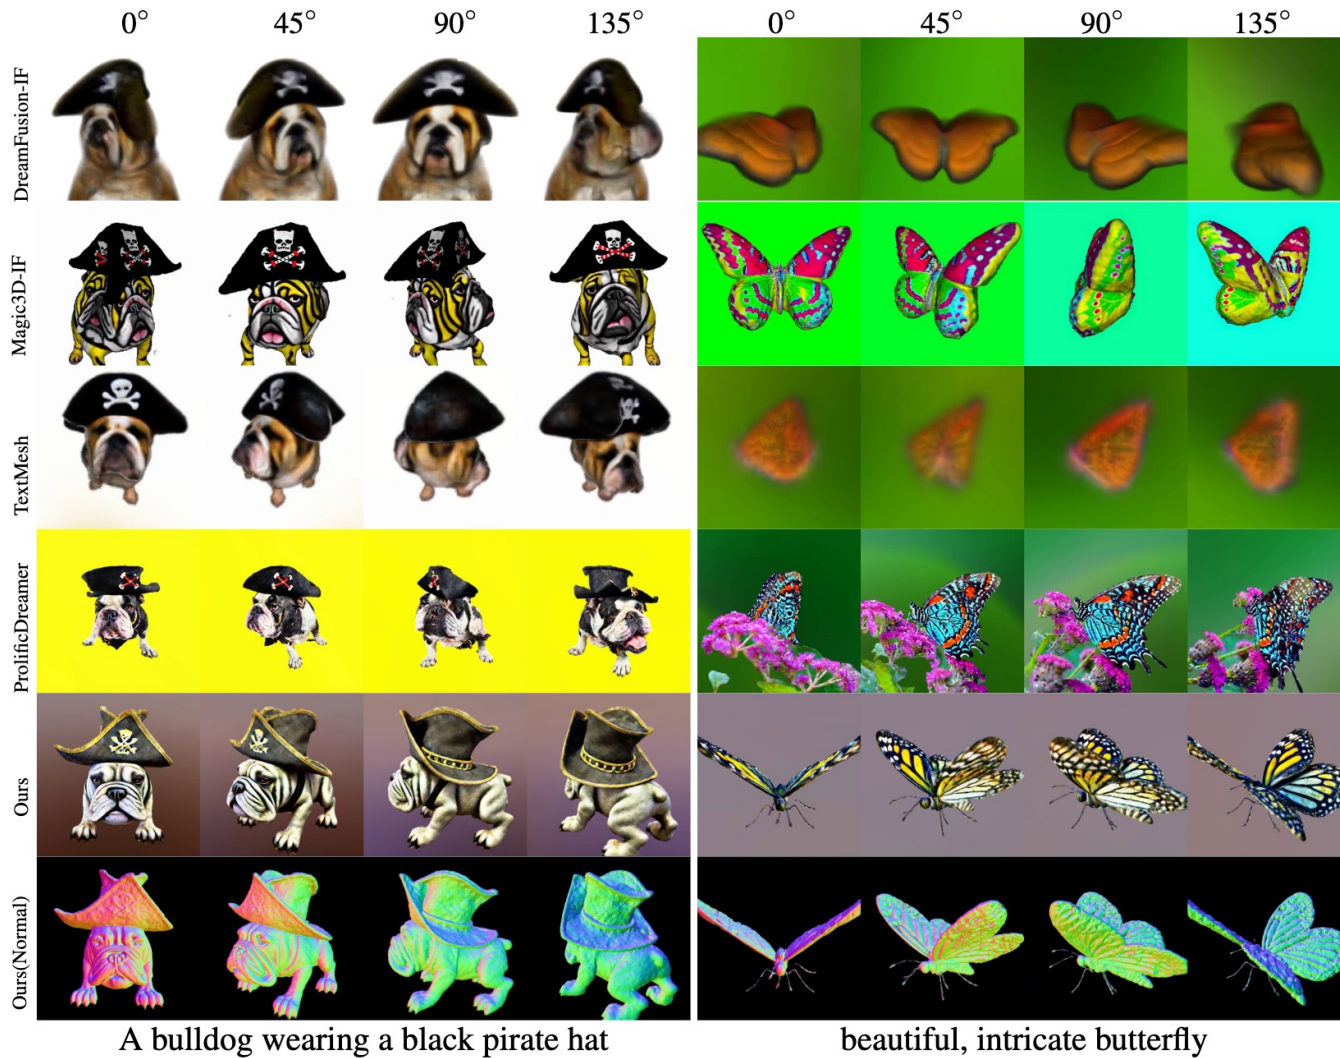 0° 45° 90° 135° 0° 45° 90° 135°
DreamFusion-IF
Magic3D-IF
TextMesh
ProlificDreamer
Ours
Ours(Normal)
A bulldog wearing a black pirate hat
beautiful, intricate butterfly